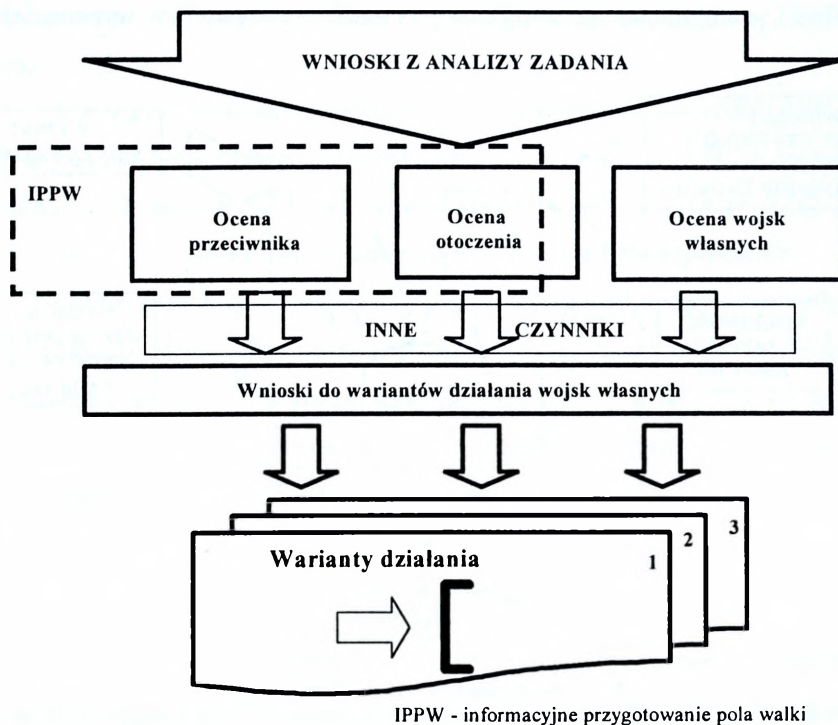 WNIOSKI Z ANALIZY ZADANIA
IPPW
Ocena
przeciwnika
Ocena
otoczenia
Ocena wojsk
własnych
INNE CZYNNIKI
Wnioski do wariantów działania wojsk własnych
3
2
1
Warianty działania
IPPW - informacyjne przygotowanie pola walki